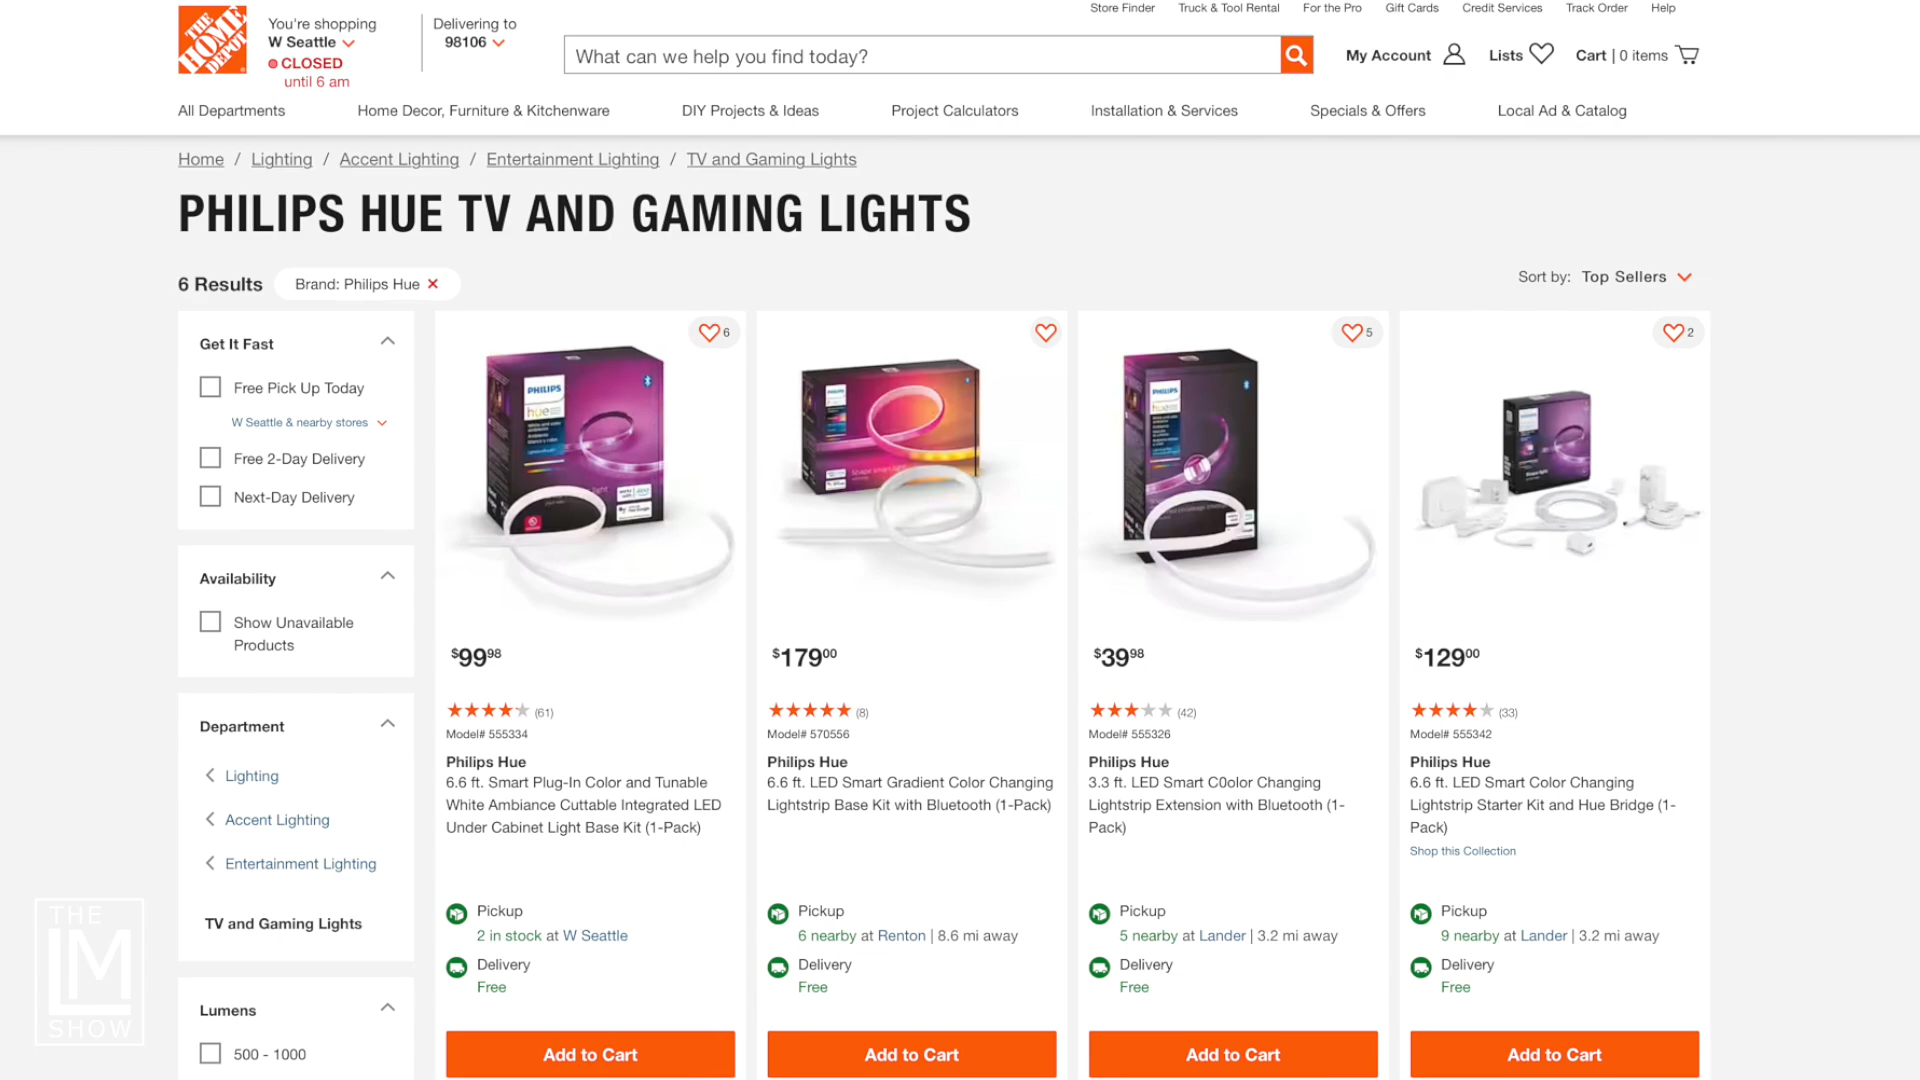 THE HOME DEPOT
You're shopping
W Seattle
CLOSED
until 6 am
Delivering to
98106
Store Finder
Truck & Tool Rental
For the Pro
Gift Cards
Credit Services
Track Order
Help
What can we help you find today?
My Account
Lists
Cart | 0 items
All Departments
Home Decor, Furniture & Kitchenware
DIY Projects & Ideas
Project Calculators
Installation & Services
Specials & Offers
Local Ad & Catalog
Home / Lighting / Accent Lighting / Entertainment Lighting / TV and Gaming Lights
PHILIPS HUE TV AND GAMING LIGHTS
6 Results
Brand: Philips Hue
Sort by: Top Sellers
Get It Fast
Free Pick Up Today
W Seattle & nearby stores
Free 2-Day Delivery
Next-Day Delivery
Availability
Show Unavailable
Products
Department
Lighting
Accent Lighting
Entertainment Lighting
TV and Gaming Lights
Lumens
500 - 1000
6
PHILIPS
hue
$99 98
(61)
Model# 555334
Philips Hue
6.6 ft. Smart Plug-In Color and Tunable
White Ambiance Cuttable Integrated LED
Under Cabinet Light Base Kit (1-Pack)
Pickup
2 in stock at W Seattle
Delivery
Free
Add to Cart
$179 00
(8)
Model# 570556
Philips Hue
6.6 ft. LED Smart Gradient Color Changing
Lightstrip Base Kit with Bluetooth (1-Pack)
Pickup
6 nearby at Renton | 8.6 mi away
Delivery
Free
Add to Cart
5
PHILIPS
hue
$39 98
(42)
Model# 555326
Philips Hue
3.3 ft. LED Smart C0olor Changing
Lightstrip Extension with Bluetooth (1-
Pack)
Pickup
5 nearby at Lander | 3.2 mi away
Delivery
Free
Add to Cart
2
$129 00
(33)
Model# 555342
Philips Hue
6.6 ft. LED Smart Color Changing
Lightstrip Starter Kit and Hue Bridge (1-
Pack)
Shop this Collection
Pickup
9 nearby at Lander | 3.2 mi away
Delivery
Free
Add to Cart
THE
LM
SHOW